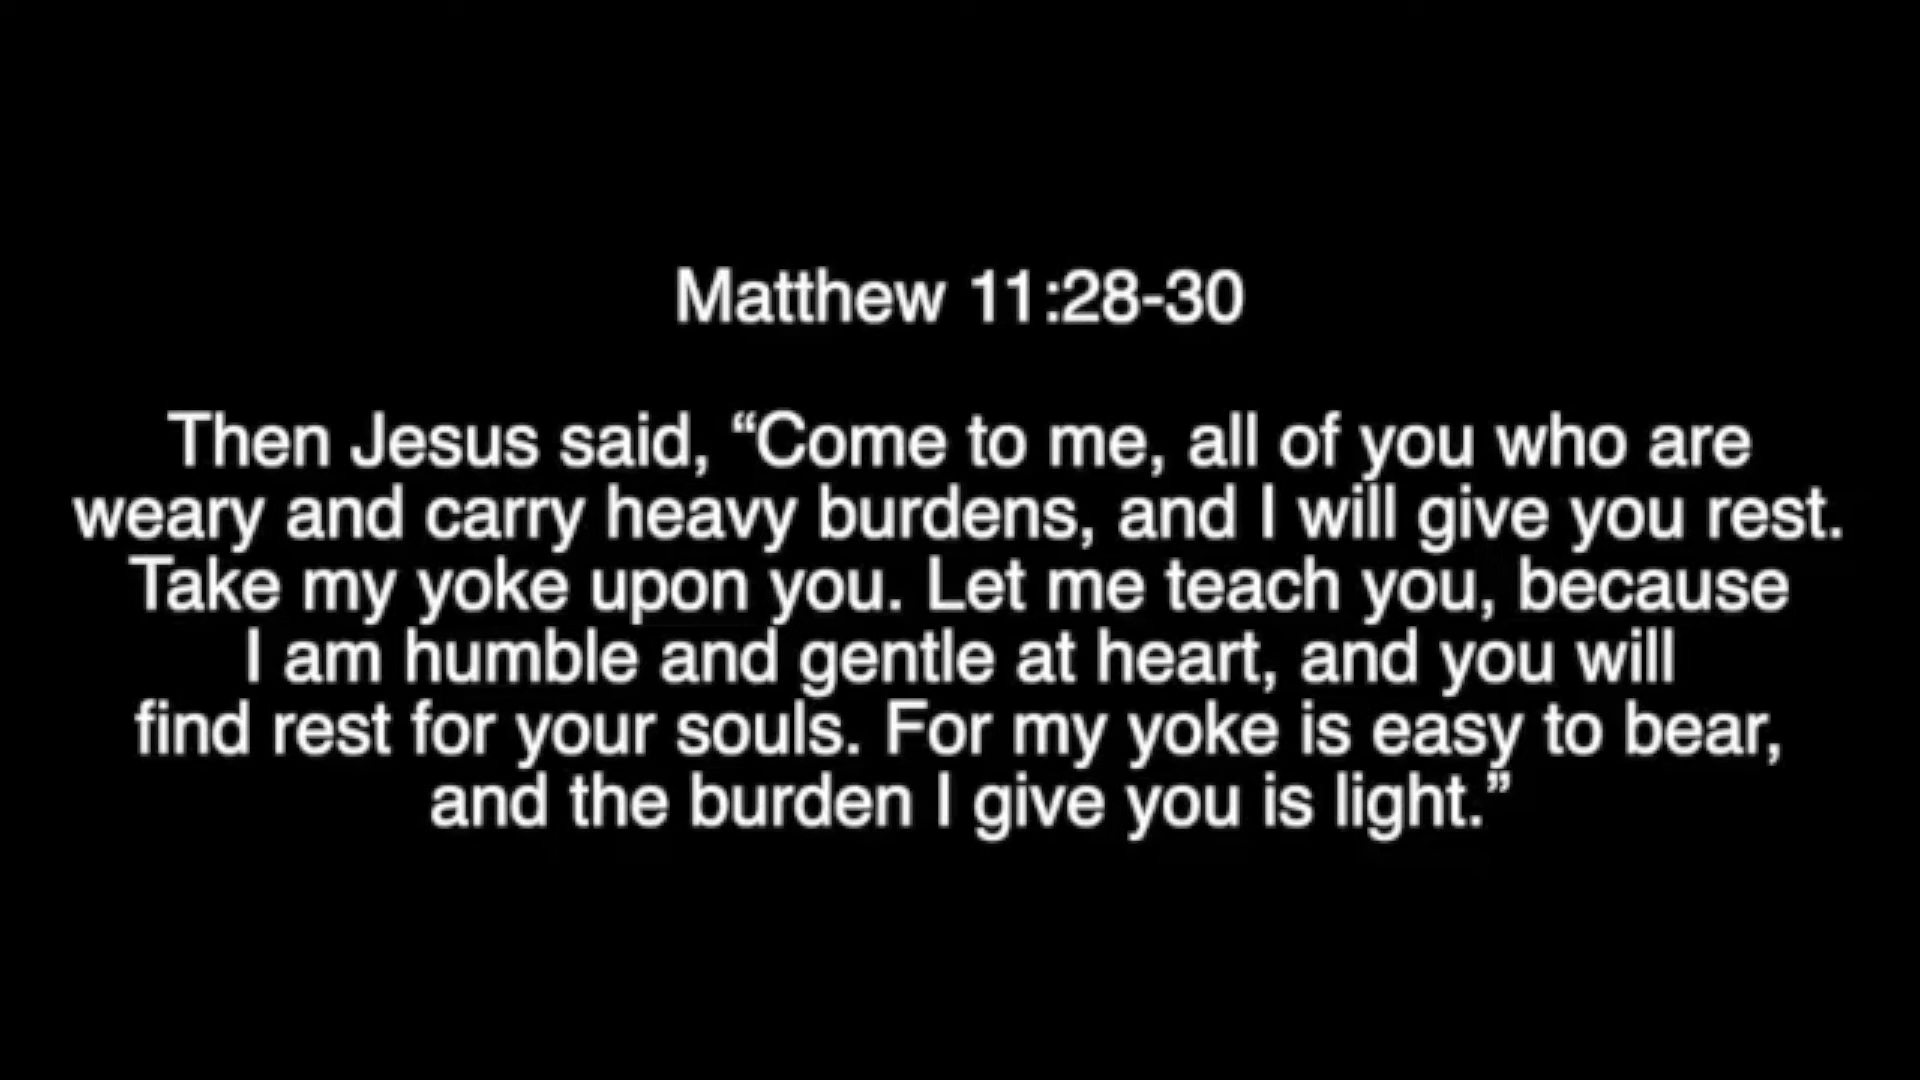 Matthew 11:28-30
Then Jesus said, “Come to me, all of you who are
weary and carry heavy burdens, and I will give you rest.
Take my yoke upon you. Let me teach you, because
I am humble and gentle at heart, and you will
find rest for your souls. For my yoke is easy to bear,
and the burden I give you is light.”